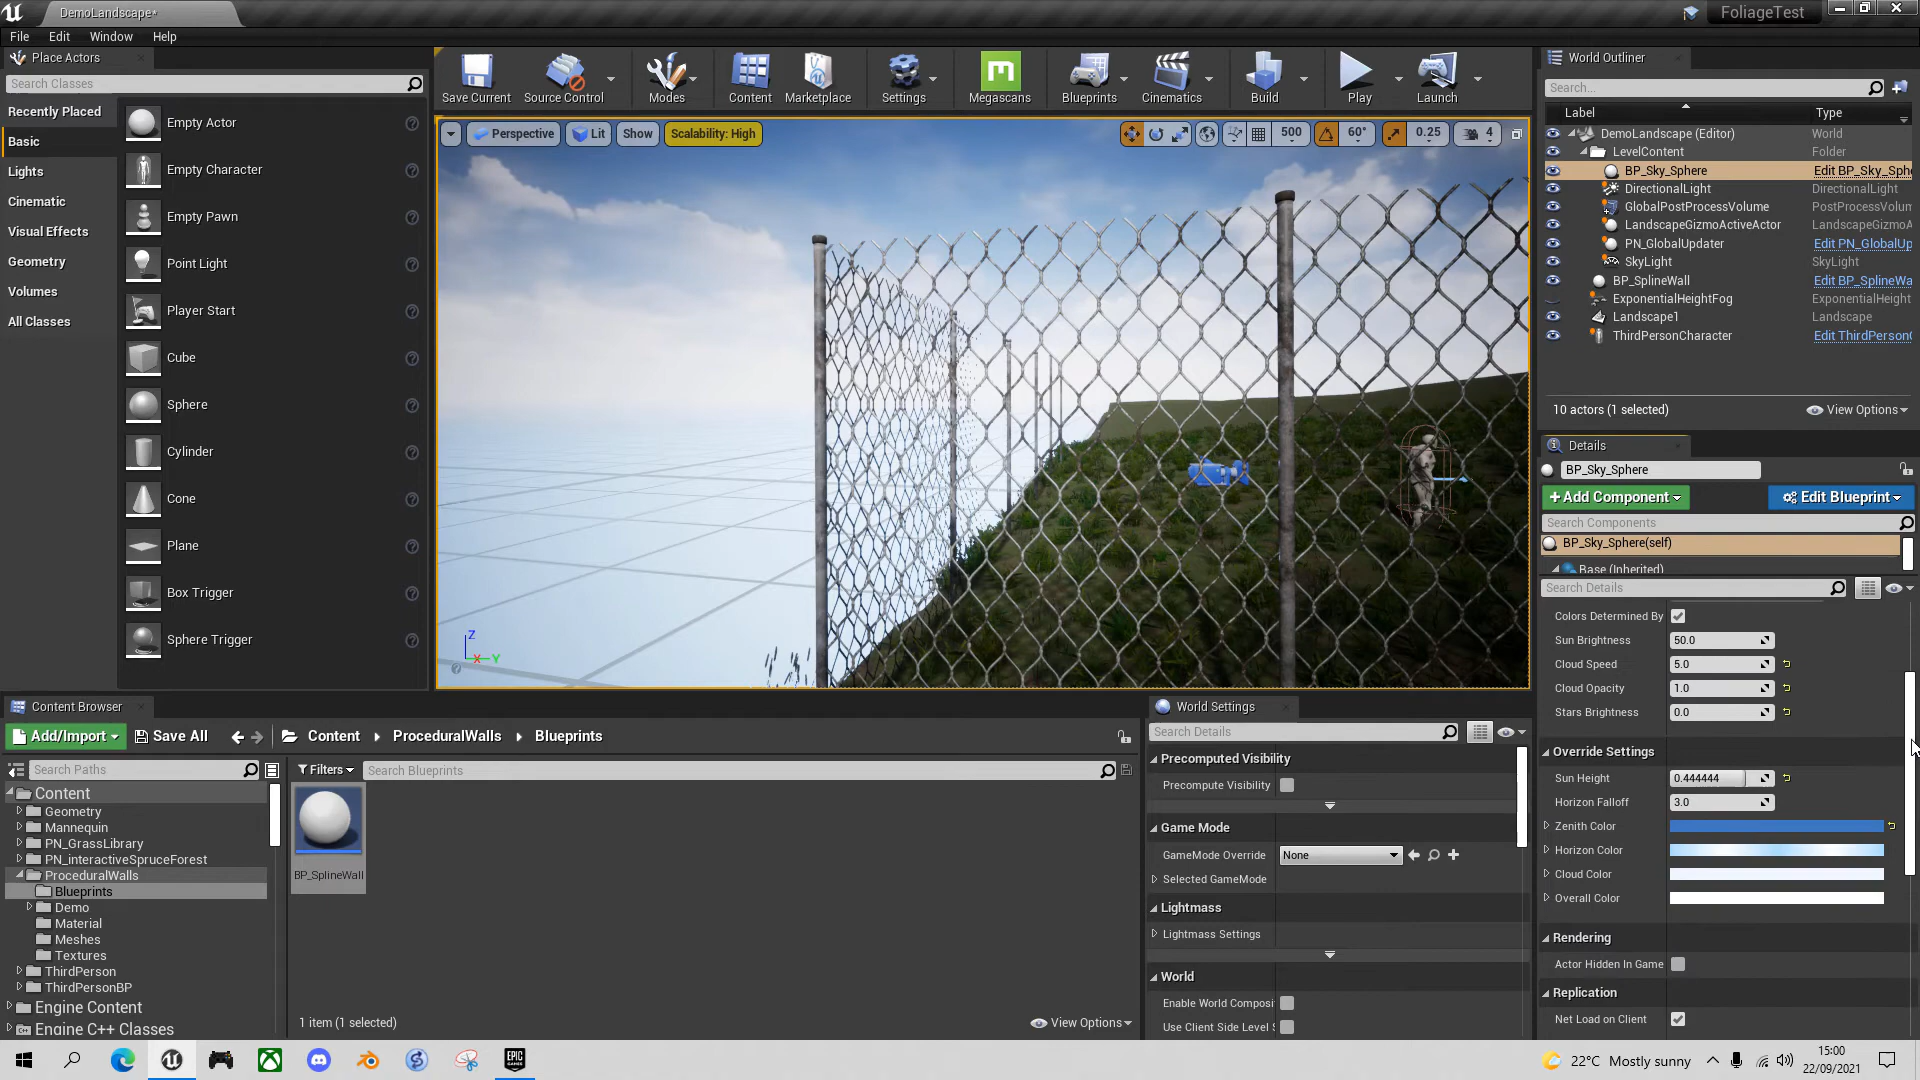 DemoLandscape*
FoliageTest
File Edit Window Help
Place Actors
Search Classes
Recently Placed
Basic
Lights
Cinematic
Visual Effects
Geometry
Volumes
All Classes
Empty Actor
Empty Character
Empty Pawn
Point Light
Player Start
Cube
Sphere
Cylinder
Cone
Plane
Box Trigger
Sphere Trigger
Save Current Source Control Modes Content Marketplace Settings Megascans Blueprints Cinematics Build Play Launch
Perspective Lit Show Scalability: High 500 60° 0.25 4
Z
X Y
World Outliner
Search...
Label Type
DemoLandscape (Editor) World
LevelContent Folder
BP_Sky_Sphere Edit BP_Sky_Sph
DirectionalLight DirectionalLight
GlobalPostProcessVolume PostProcessVolum
LandscapeGizmoActiveActor LandscapeGizmoA
PN_GlobalUpdater Edit PN_GlobalUp
SkyLight SkyLight
BP_SplineWall Edit BP_SplineWa
ExponentialHeightFog ExponentialHeight
Landscape1 Landscape
ThirdPersonCharacter Edit ThirdPerson
10 actors (1 selected) View Options
Details
BP_Sky_Sphere
+Add Component Edit Blueprint
Search Components
BP_Sky_Sphere(self)
Base (Inherited)
Search Details
Colors Determined By
Sun Brightness 50.0
Cloud Speed 5.0
Cloud Opacity 1.0
Stars Brightness 0.0
Override Settings
Sun Height 0.444444
Horizon Falloff 3.0
Zenith Color
Horizon Color
Cloud Color
Overall Color
Rendering
Actor Hidden In Game
Replication
Net Load on Client
Content Browser
Add/Import Save All Content ProceduralWalls Blueprints
Search Paths
Filters Search Blueprints
Content
Geometry
Mannequin
PN_GrassLibrary
PN_interactiveSpruceForest
ProceduralWalls
Blueprints
Demo
Material
Meshes
Textures
ThirdPerson
ThirdPersonBP
Engine Content
Engine C++ Classes
BP_SplineWall
1 item (1 selected) View Options
World Settings
Search Details
Precomputed Visibility
Precompute Visibility
Game Mode
GameMode Override None
Selected GameMode
Lightmass
Lightmass Settings
World
Enable World Composi
Use Client Side Level S
EPIC
GAMES
22°C Mostly sunny
15:00
22/09/2021